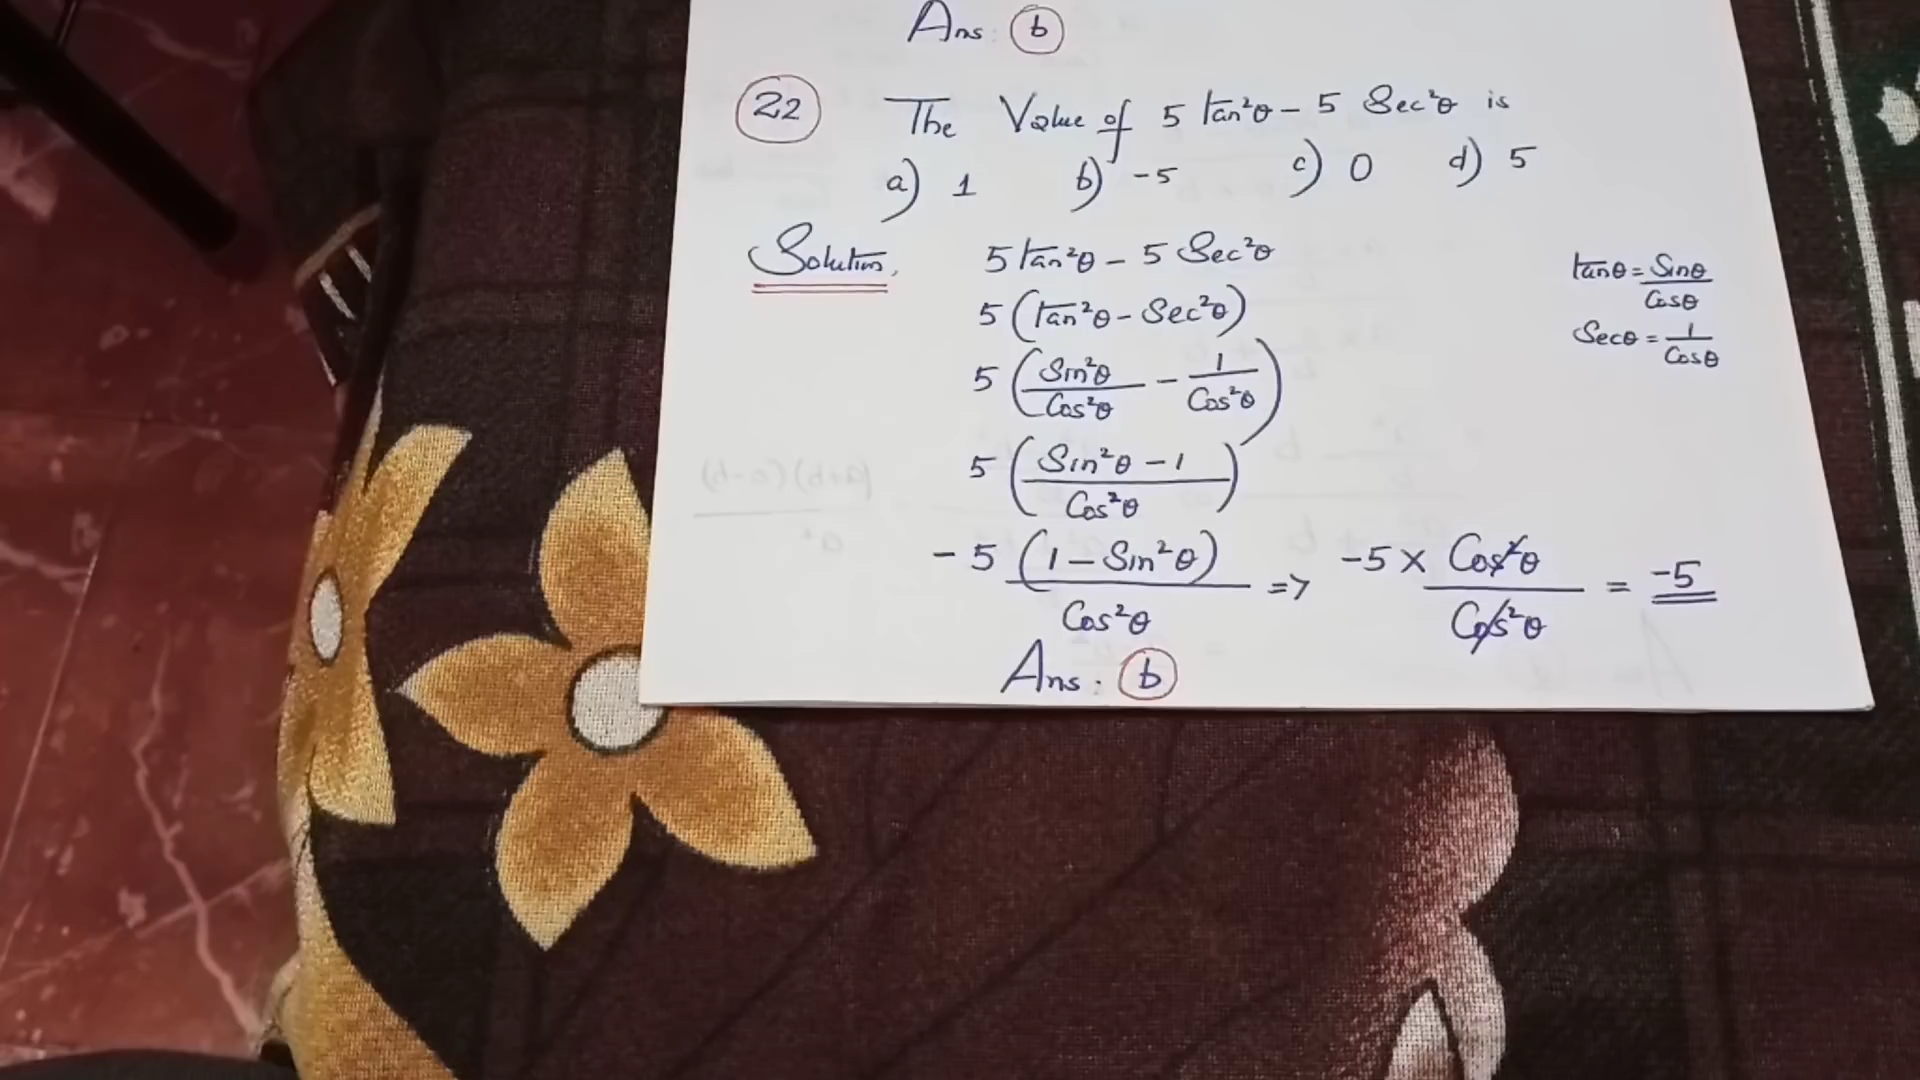 Ans: b
22 The Value of 5 tan²θ - 5 Sec²θ is
a) 1 b) -5 c) 0 d) 5
Solution, 5 tan²θ - 5 Sec²θ
5 (tan²θ - Sec²θ)
5 (Sin²θ/Cos²θ - 1/Cos²θ)
5 (Sin²θ - 1/Cos²θ)
-5 (1 - Sin²θ)/Cos²θ => -5 × Cos²θ/Cos²θ = -5
Ans: b
tanθ = Sinθ/Cosθ
Secθ = 1/Cosθ